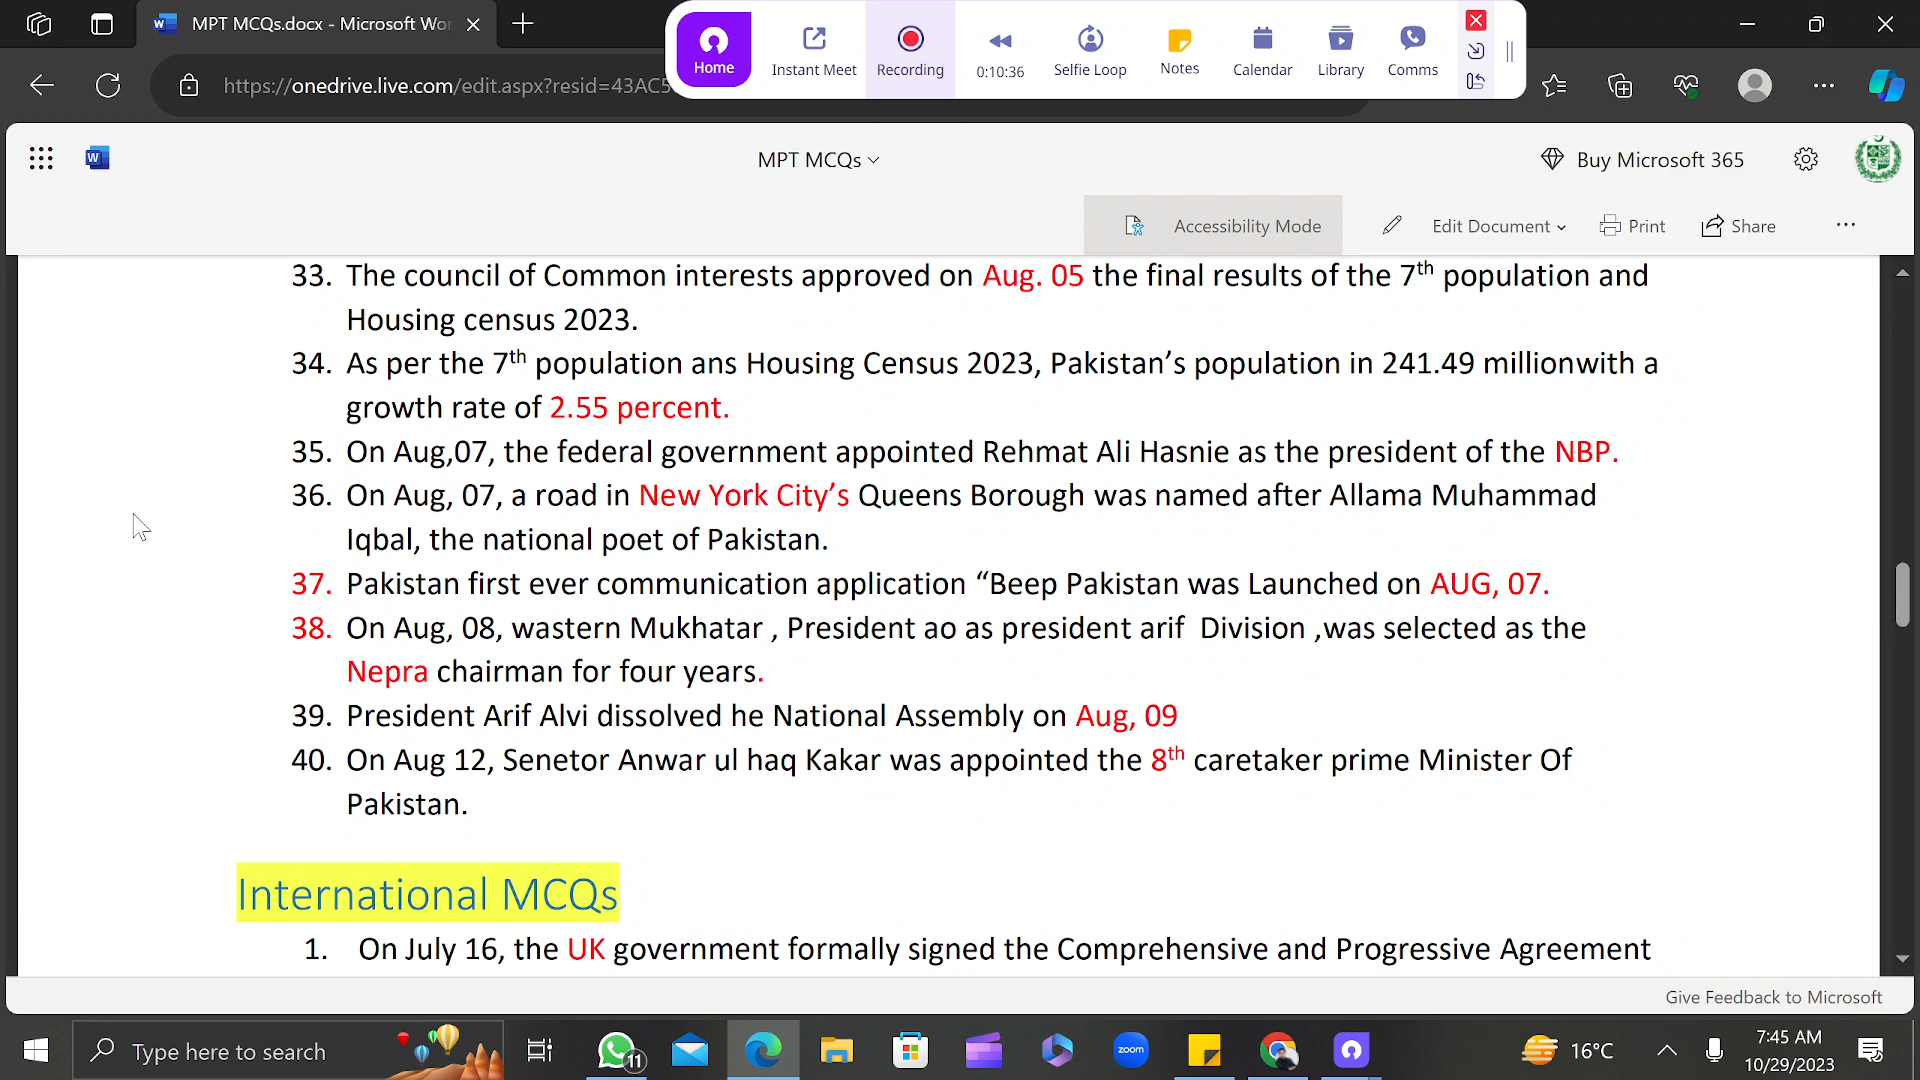 MPT MCQs.docx - Microsoft Wor
Home
Instant Meet
Recording
0:10:36
Selfie Loop
Notes
Calendar
Library
Comms
https://onedrive.live.com/edit.aspx?resid=43AC5
W
MPT MCQs
Buy Microsoft 365
Accessibility Mode
Edit Document
Print
Share
33. The council of Common interests approved on Aug. 05 the final results of the 7th population and
Housing census 2023.
34. As per the 7th population ans Housing Census 2023, Pakistan’s population in 241.49 millionwith a
growth rate of 2.55 percent.
35. On Aug,07, the federal government appointed Rehmat Ali Hasnie as the president of the NBP.
36. On Aug, 07, a road in New York City’s Queens Borough was named after Allama Muhammad
Iqbal, the national poet of Pakistan.
37. Pakistan first ever communication application “Beep Pakistan was Launched on AUG, 07.
38. On Aug, 08, wastern Mukhatar , President ao as president arif Division ,was selected as the
Nepra chairman for four years.
39. President Arif Alvi dissolved he National Assembly on Aug, 09
40. On Aug 12, Senetor Anwar ul haq Kakar was appointed the 8th caretaker prime Minister Of
Pakistan.
International MCQs
1. On July 16, the UK government formally signed the Comprehensive and Progressive Agreement
Give Feedback to Microsoft
Type here to search
11
zoom
16°C
7:45 AM
10/29/2023